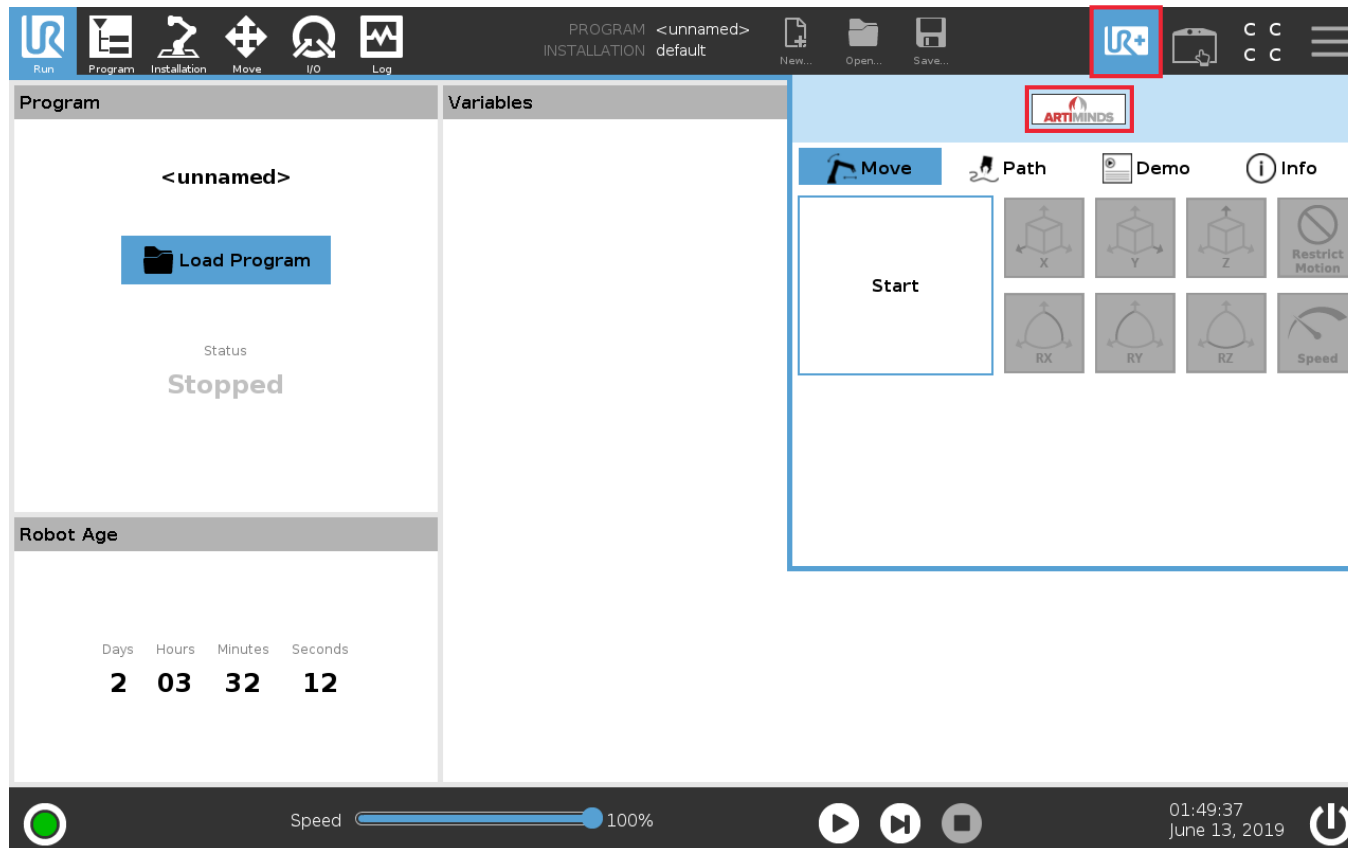 PROGRAM <unnamed>
INSTALLATION default
Run Program Installation Move I/O Log New... Open... Save... UR+ C C
C C
Program
Variables
ARTIMINDS
<unnamed>
Move Path Demo Info
Load Program
X Y Z Restrict Motion
Start
Status
RX RY RZ Speed
Stopped
Robot Age
Days Hours Minutes Seconds
2 03 32 12
Speed 100%
01:49:37
June 13, 2019